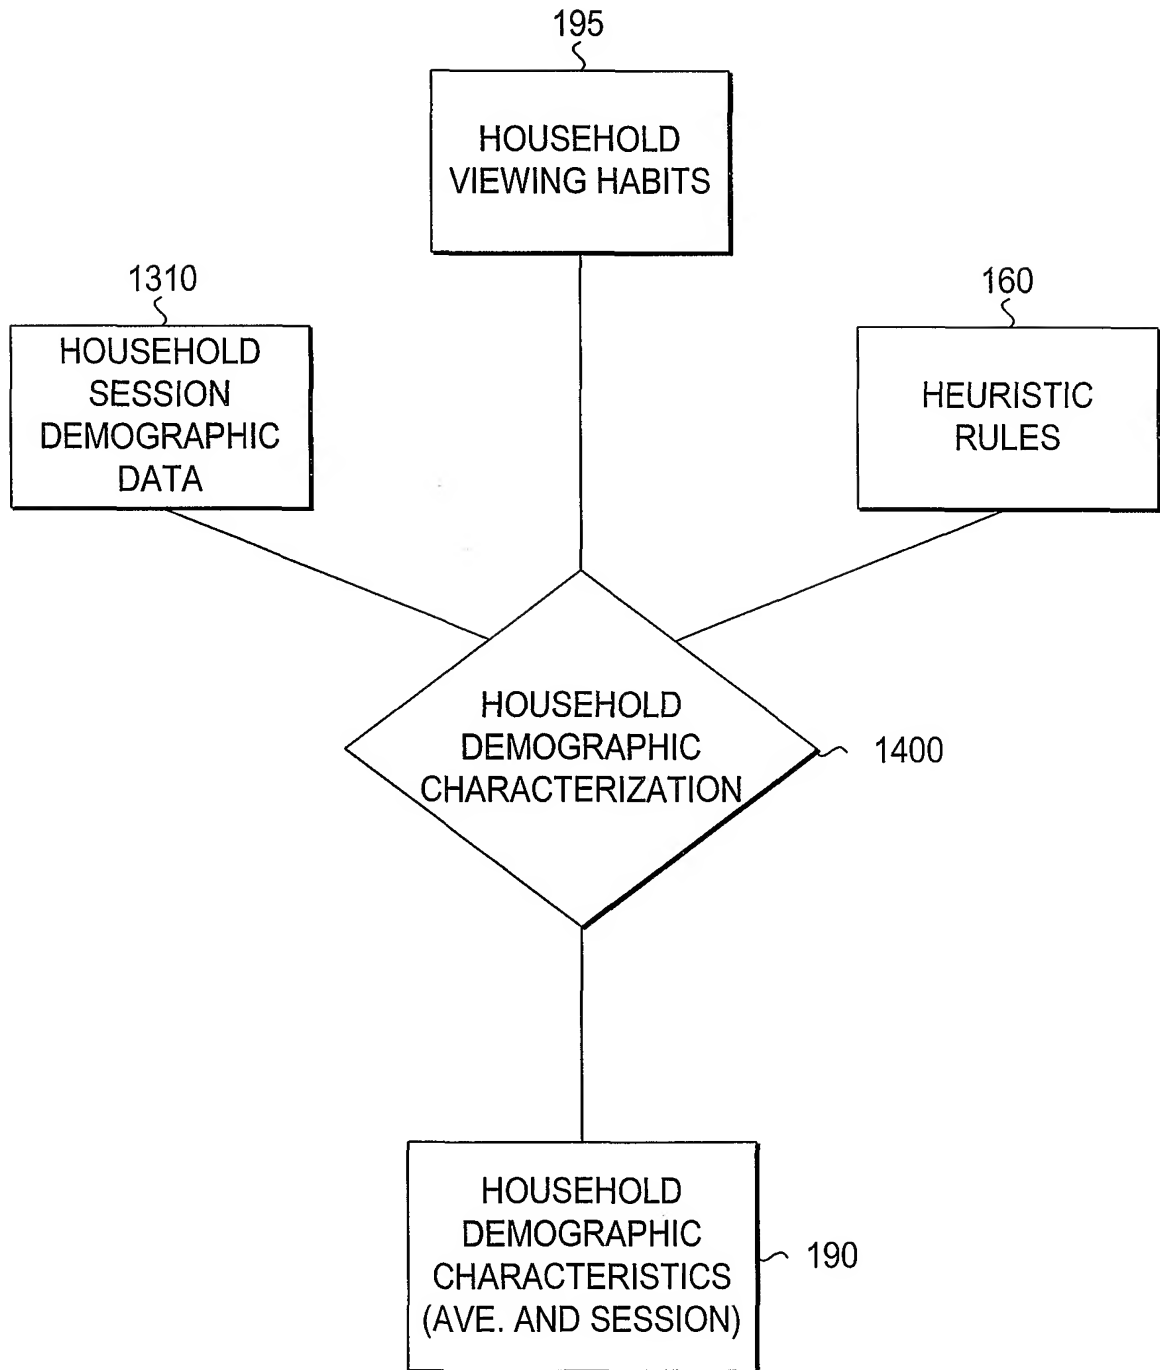 195
HOUSEHOLD
VIEWING HABITS
1310
HOUSEHOLD
SESSION
DEMOGRAPHIC
DATA
160
HEURISTIC
RULES
HOUSEHOLD
DEMOGRAPHIC
CHARACTERIZATION
1400
HOUSEHOLD
DEMOGRAPHIC
CHARACTERISTICS
(AVE. AND SESSION)
190